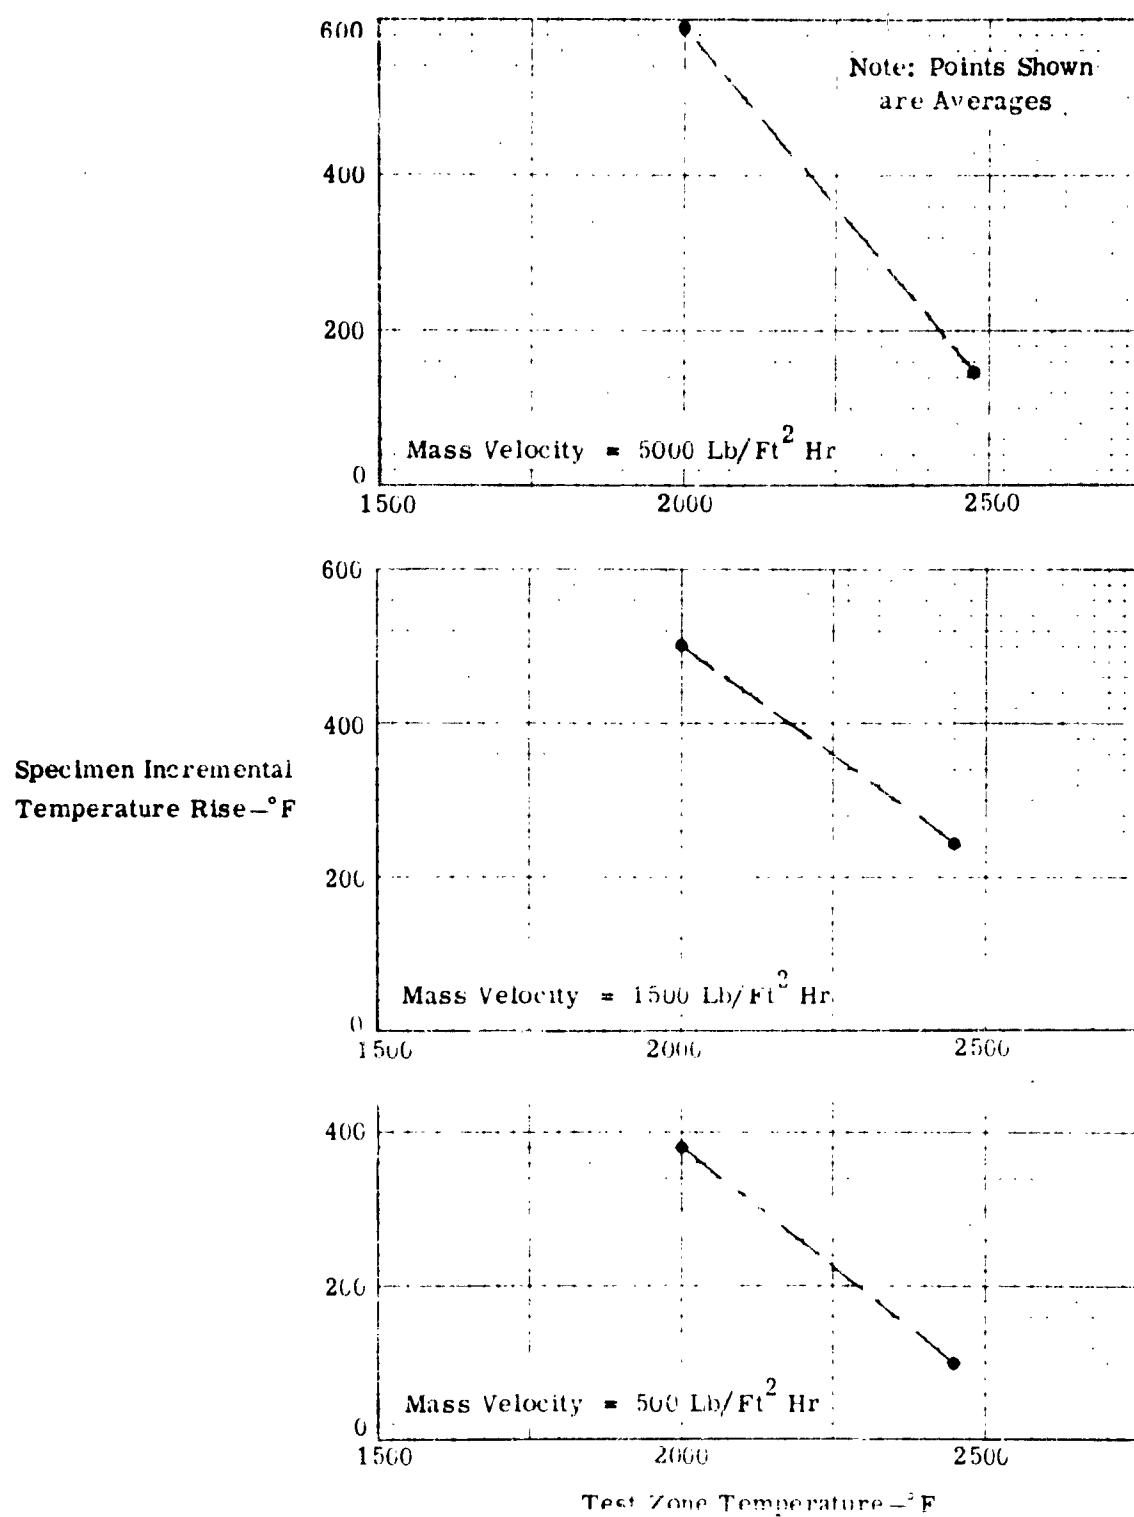 600
Note: Points Shown
are Averages
400
200
Mass Velocity = 5000 Lb/Ft2 Hr
0
1500 2000 2500
600
400
Specimen Incremental
Temperature Rise—°F
200
Mass Velocity = 1500 Lb/Ft2 Hr
0
1500 2000 2500
400
200
Mass Velocity = 500 Lb/Ft2 Hr
0
1500 2000 2500
Test Zone Temperature—°F